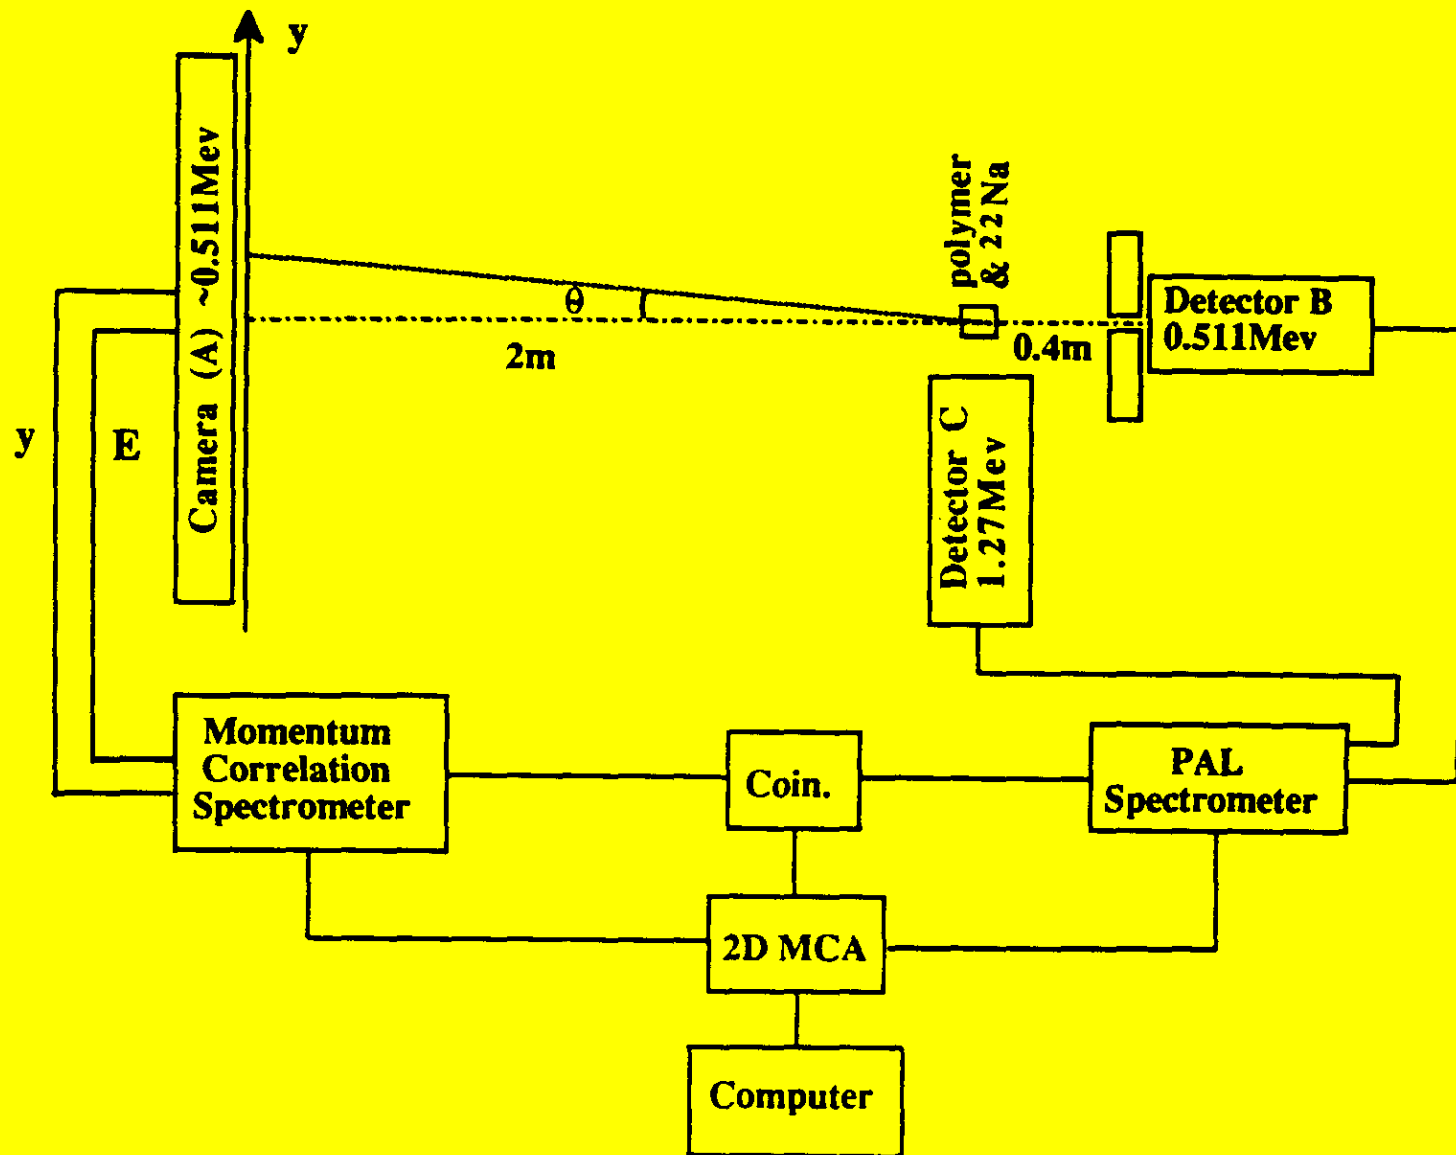 y
Camera (A) ~0.511Mev
θ
2m
polymer
& 22Na
0.4m
Detector B
0.511Mev
Detector C
1.27Mev
y
E
Momentum
Correlation
Spectrometer
Coin.
PAL
Spectrometer
2D MCA
Computer